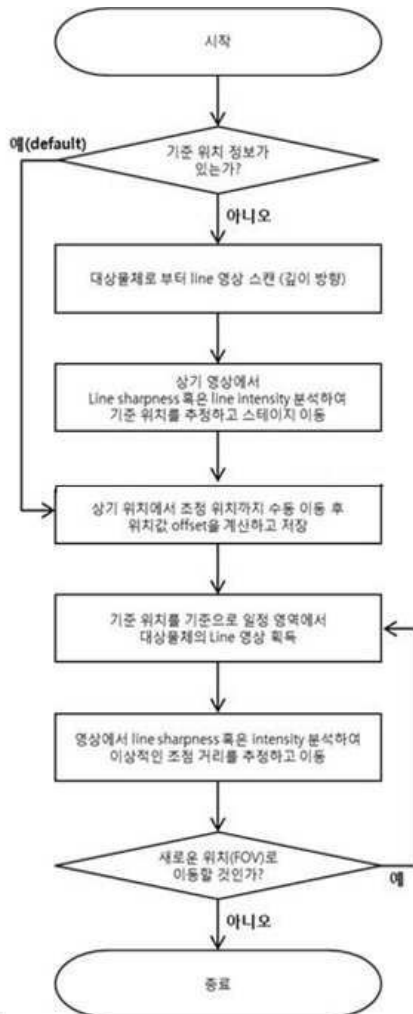 시작
예(default)
기준 위치 정보가
있는가?
아니오
대상물체로 부터 line 영상 스캔 (깊이 방향)
상기 영상에서
Line sharpness 혹은 line intensity 분석하여
기준 위치를 추정하고 스테이지 이동
상기 위치에서 조정 위치까지 수동 이동 후
위치값 offset을 계산하고 저장
기준 위치를 기준으로 일정 영역에서
대상물체의 Line 영상 획득
영상에서 line sharpness 혹은 intensity 분석하여
이상적인 초점 거리를 추정하고 이동
새로운 위치(FOV)로
이동할 것인가?
예
아니오
종료